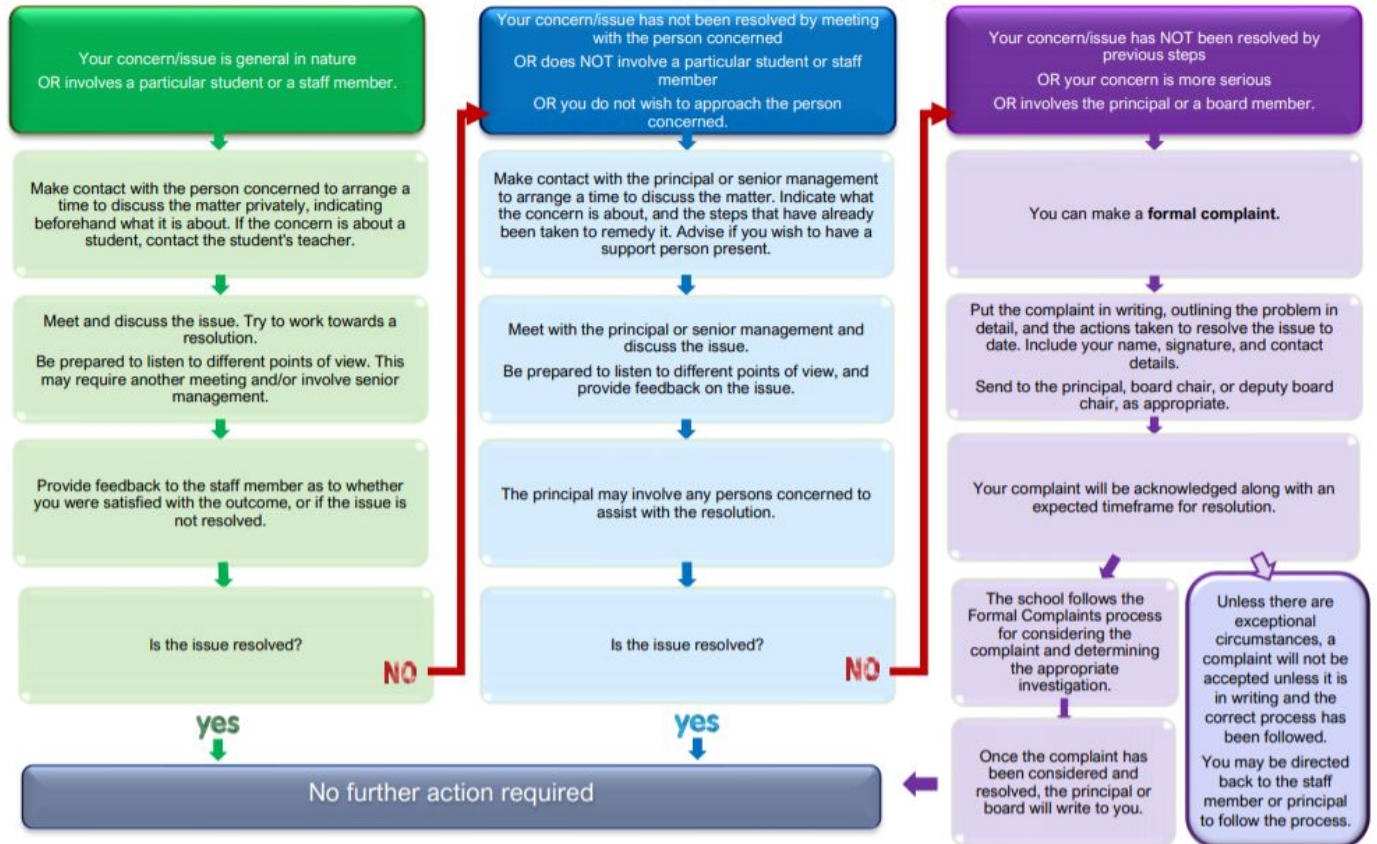 Your concern/issue is general in nature
OR involves a particular student or a staff member.
Make contact with the person concerned to arrange a
time to discuss the matter privately, indicating
beforehand what it is about. If the concern is about a
student, contact the student's teacher.
Meet and discuss the issue. Try to work towards a
resolution.
Be prepared to listen to different points of view. This
may require another meeting and/or involve senior
management.
Provide feedback to the staff member as to whether
you were satisfied with the outcome, or if the issue is
not resolved.
Is the issue resolved?
NO
yes
Your concern/issue has not been resolved by meeting
with the person concerned
OR does NOT involve a particular student or staff
member
OR you do not wish to approach the person
concerned.
Make contact with the principal or senior management
to arrange a time to discuss the matter. Indicate what
the concern is about, and the steps that have already
been taken to remedy it. Advise if you wish to have a
support person present.
Meet with the principal or senior management and
discuss the issue.
Be prepared to listen to different points of view, and
provide feedback on the issue.
The principal may involve any persons concerned to
assist with the resolution.
Is the issue resolved?
NO
yes
Your concern/issue has NOT been resolved by
previous steps
OR your concern is more serious
OR involves the principal or a board member.
You can make a formal complaint.
Put the complaint in writing, outlining the problem in
detail, and the actions taken to resolve the issue to
date. Include your name, signature, and contact
details.
Send to the principal, board chair, or deputy board
chair, as appropriate.
Your complaint will be acknowledged along with an
expected timeframe for resolution.
The school follows the
Formal Complaints process
for considering the
complaint and determining
the appropriate
investigation.
Once the complaint has
been considered and
resolved, the principal or
board will write to you.
Unless there are
exceptional
circumstances, a
complaint will not be
accepted unless it is
in writing and the
correct process has
been followed.
You may be directed
back to the staff
member or principal
to follow the process.
No further action required